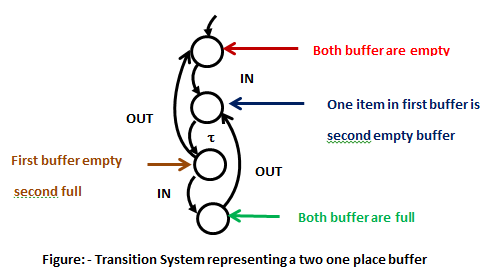 Both buffer are empty
IN
One item in first buffer is
second empty buffer
OUT
τ
First buffer empty
second full
OUT
IN
Both buffer are full
Figure: - Transition System representing a two one place buffer